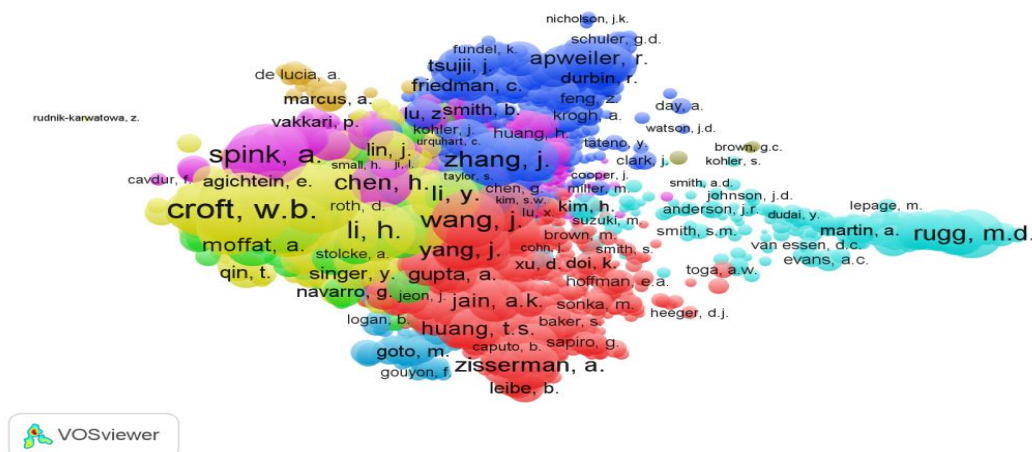 nicholson, j.k.
schuler, g.d.
fundel, k.
apweiler, r.
tsujii, j.
de lucia, a.
durbin, r.
friedman, c.
marcus, a.
feng, z.
day, a.
smith, b.
lu, z.
krogh, a.
rudnik-karwatowa, z.
vakkari, p.
kohler, j.
huang, h.
watson, j.d.
urquhart, c.
tateno, y.
brown, g.c.
lin, j.
spink, a.
zhang, j.
clark, j.
kohler, s.
small, h.
ji, l.
cavdur, f.
agichtein, e.
chen, h.
taylor, s.
cooper, j.
smith, a.d.
li, y.
chen, g.
miller, m.
johnson, j.d.
kim, s.w.
croft, w.b.
roth, d.
kim, h.
anderson, j.r.
lepage, m.
wang, j.
lu, x.
suzuki, m.
dudai, y.
li, h.
brown, m.
smith, s.m.
martin, a.
rugg, m.d.
moffat, a.
yang, j.
cohn, j.
smith, s.
van essen, d.c.
stolcke, a.
evans, a.c.
qin, t.
singer, y.
gupta, a.
xu, d.
doi, k.
toga, a.w.
hoffman, e.a.
navarro, g.
jeon, j.
jain, a.k.
sonka, m.
heeger, d.j.
logan, b.
huang, t.s.
baker, s.
goto, m.
caputo, b.
sapiro, g.
gouyon, f.
zisserman, a.
leibe, b.
VOSviewer